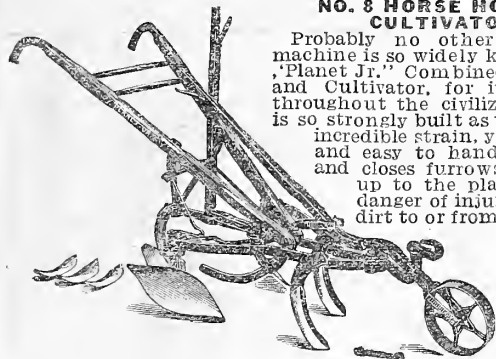 NO. 8 HORSE HO
CULTIVATO
Probably no other
machine is so widely k
,'Planet Jr." Combine
and Cultivator, for i
throughout the civiliz
is so strongly built as
incredible strain, y
and easy to hand
and closes furrows
up to the pla
danger of inju
dirt to or from